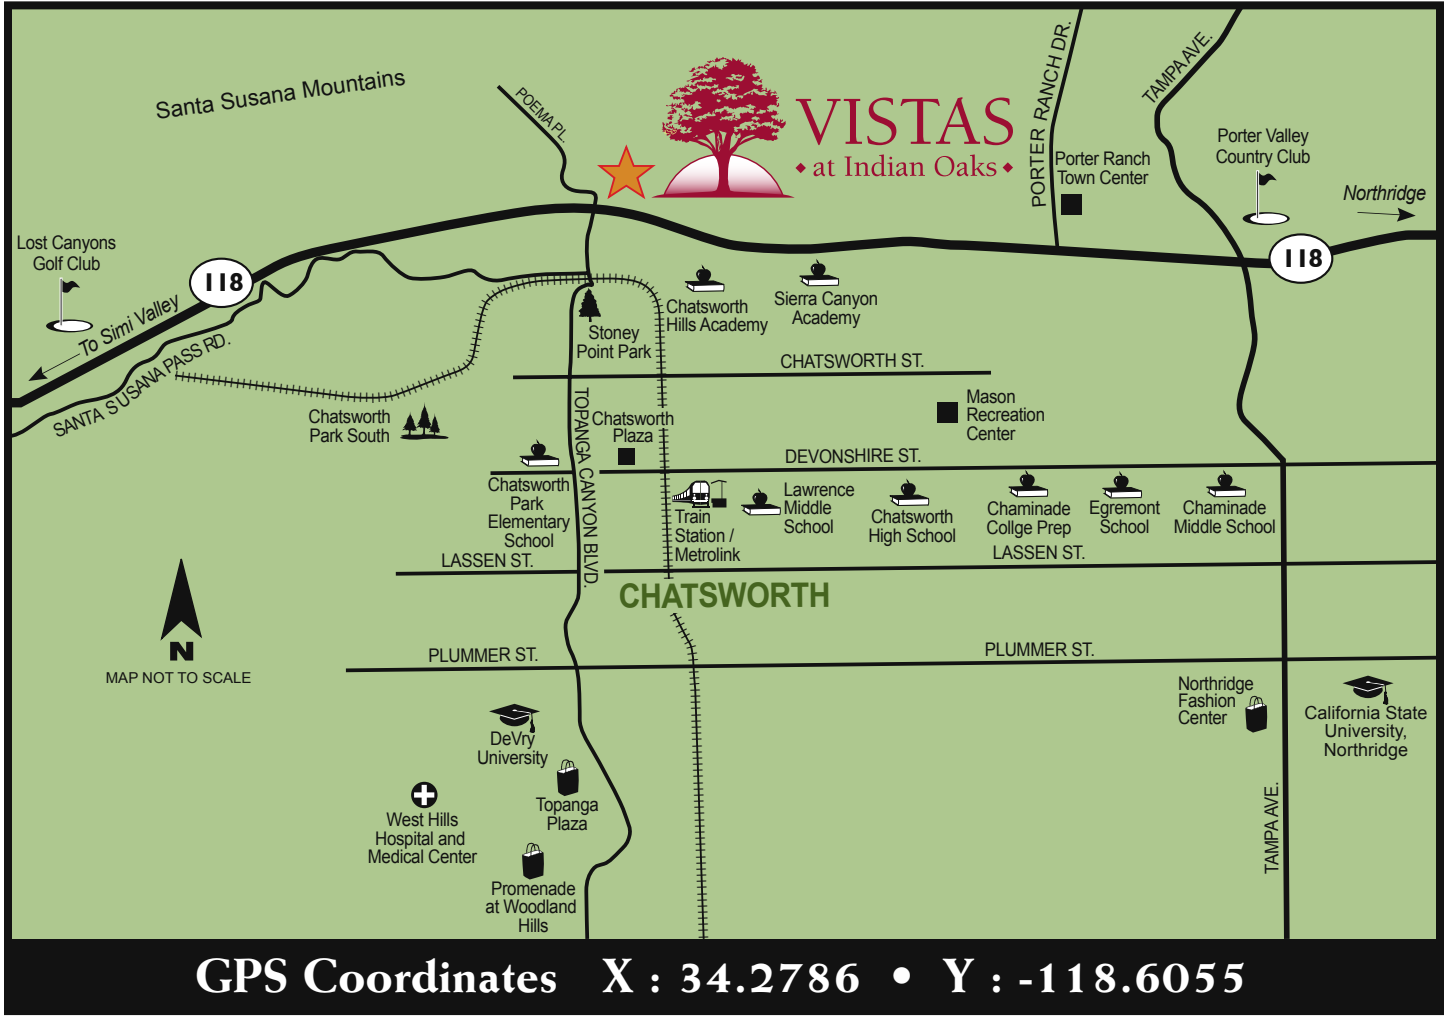 Santa Susana Mountains
POEMA PL.
VISTAS
at Indian Oaks
PORTER RANCH DR.
TAMPA AVE.
Porter Ranch
Town Center
Porter Valley
Country Club
Northridge
Lost Canyons
Golf Club
118
118
To Simi Valley
SANTA SUSANA PASS RD.
Stoney
Point Park
Chatsworth
Hills Academy
Sierra Canyon
Academy
CHATSWORTH ST.
Chatsworth
Park South
TOPANGA CANYON BLVD.
Chatsworth
Plaza
Mason
Recreation
Center
DEVONSHIRE ST.
Chatsworth
Park
Elementary
School
Train
Station /
Metrolink
Lawrence
Middle
School
Chatsworth
High School
Chaminade
Collge Prep
Egremont
School
Chaminade
Middle School
LASSEN ST.
LASSEN ST.
CHATSWORTH
N
MAP NOT TO SCALE
PLUMMER ST.
PLUMMER ST.
DeVry
University
Northridge
Fashion
Center
California State
University,
Northridge
Topanga
Plaza
West Hills
Hospital and
Medical Center
Promenade
at Woodland
Hills
TAMPA AVE.
GPS Coordinates X : 34.2786 • Y : -118.6055